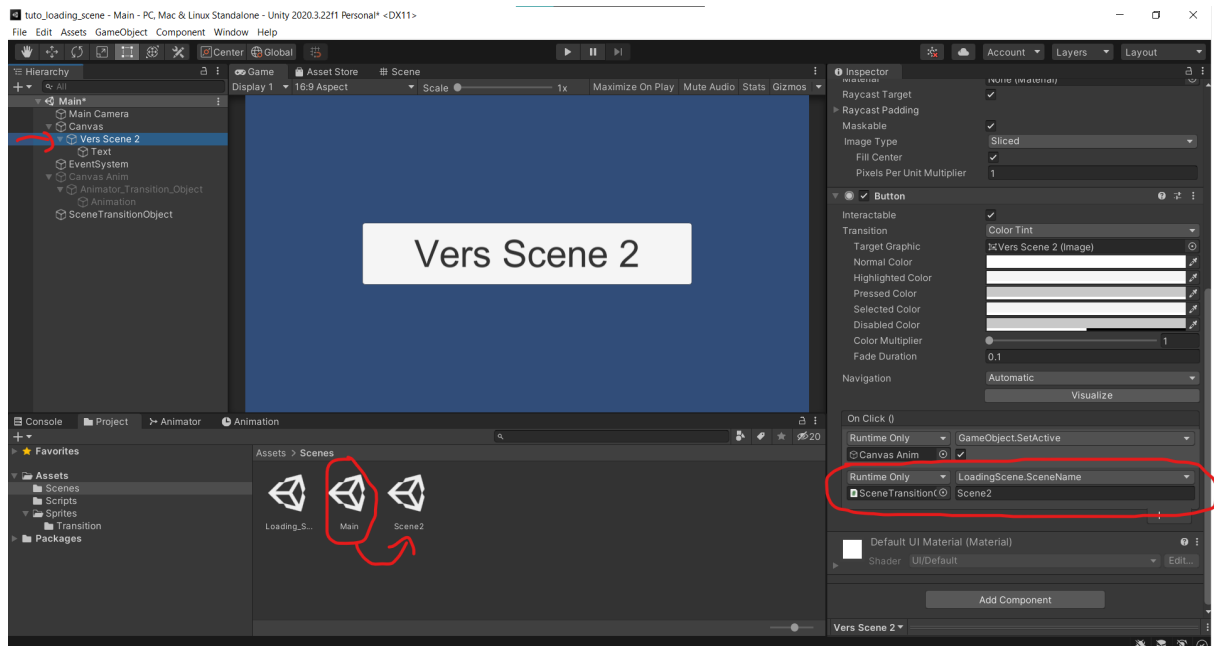 tuto_loading_scene - Main - PC, Mac & Linux Standalone - Unity 2020.3.22f1 Personal* <DX11>
File Edit Assets GameObject Component Window Help
Center Global
Account Layers Layout
Hierarchy
All
Main*
Main Camera
Canvas
Vers Scene 2
Text
EventSystem
Canvas Anim
Animator_Transition_Object
Animation
SceneTransitionObject
Game Asset Store Scene
Display 1 16:9 Aspect Scale 1x Maximize On Play Mute Audio Stats Gizmos
Vers Scene 2
Inspector
Material None (Material)
Raycast Target
Raycast Padding
Maskable
Image Type Sliced
Fill Center
Pixels Per Unit Multiplier 1
Button
Interactable
Transition Color Tint
Target Graphic Vers Scene 2 (Image)
Normal Color
Highlighted Color
Pressed Color
Selected Color
Disabled Color
Color Multiplier 1
Fade Duration 0.1
Navigation Automatic
Visualize
On Click ()
Runtime Only GameObject.SetActive
Canvas Anim
Runtime Only LoadingScene.SceneName
SceneTransition( Scene2
Default UI Material (Material)
Shader UI/Default Edit...
Add Component
Vers Scene 2
Console Project Animator Animation
20
Favorites
Assets
Scenes
Scripts
Sprites
Transition
Packages
Assets > Scenes
Loading_S... Main Scene2